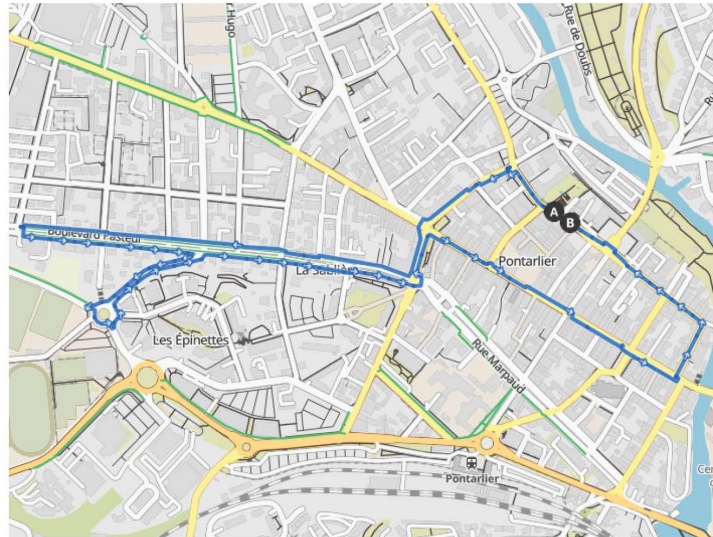 Hugo
Rue de Doubs
A
B
Boulevard Pasteur
La Sablière
Pontarlier
Les Épinettes
Rue Marpaud
Pontarlier